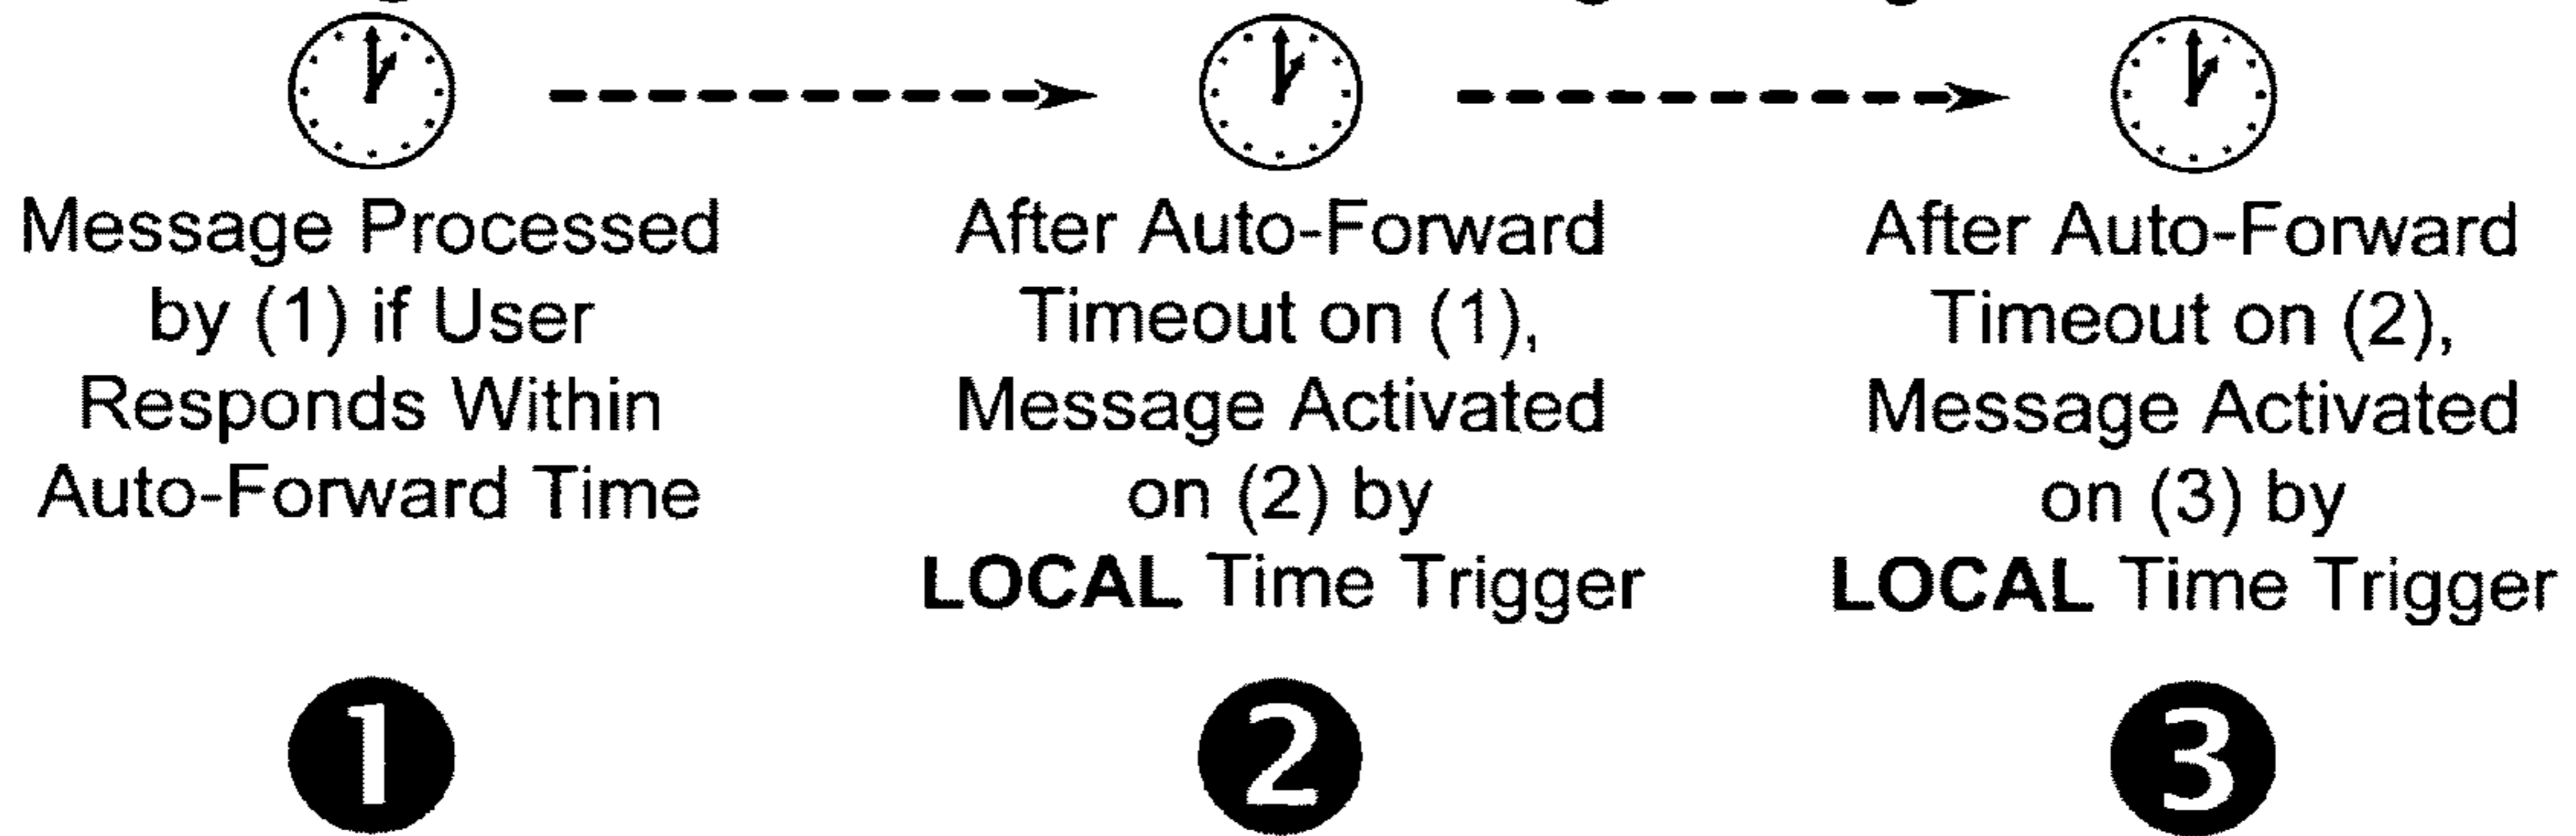 Message Processed
by (1) if User
Responds Within
Auto-Forward Time
After Auto-Forward
Timeout on (1),
Message Activated
on (2) by
LOCAL Time Trigger
After Auto-Forward
Timeout on (2),
Message Activated
on (3) by
LOCAL Time Trigger
1
2
3